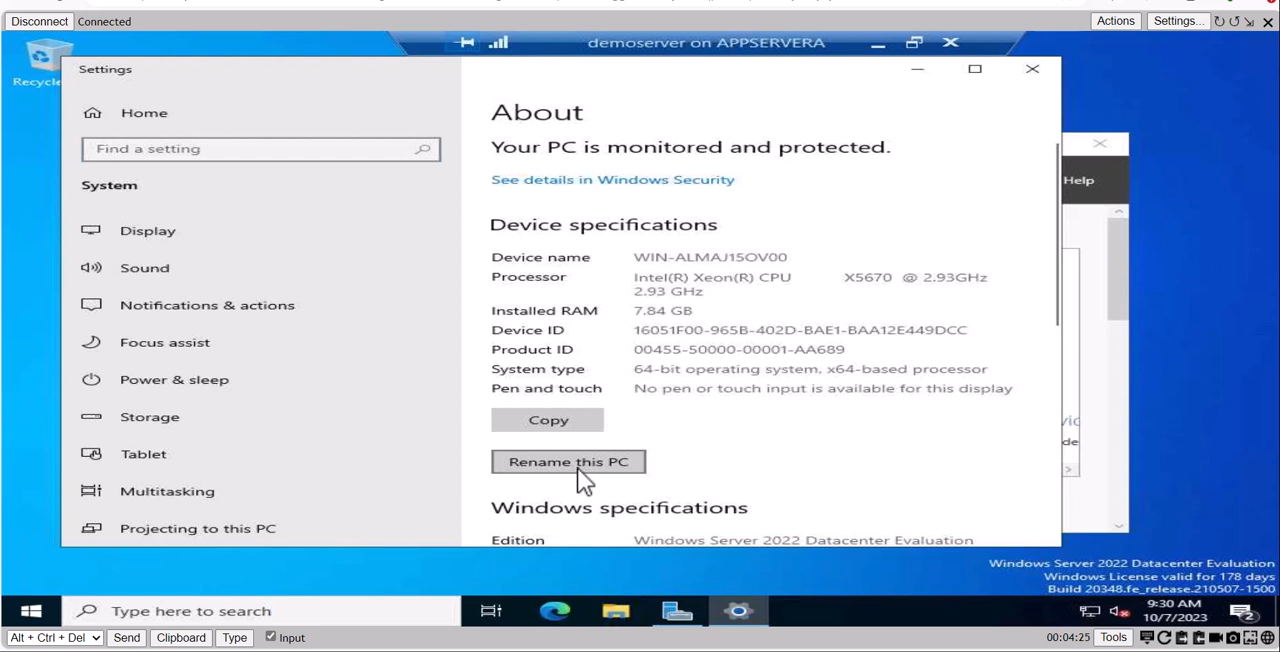 Disconnect Connected Actions Settings...
demoserver on APPSERVERA
Recycle
Settings
Home
Find a setting
System
Display
Sound
Notifications & actions
Focus assist
Power & sleep
Storage
Tablet
Multitasking
Projecting to this PC
About
Your PC is monitored and protected.
See details in Windows Security
Device specifications
Device name WIN-ALMAJ15OV00
Processor Intel(R) Xeon(R) CPU X5670 @ 2.93GHz
2.93 GHz
Installed RAM 7.84 GB
Device ID 16051F00-965B-402D-BAE1-BAA12E449DCC
Product ID 00455-50000-00001-AA689
System type 64-bit operating system, x64-based processor
Pen and touch No pen or touch input is available for this display
Copy
Rename this PC
Windows specifications
Edition Windows Server 2022 Datacenter Evaluation
Help
de
Windows Server 2022 Datacenter Evaluation
Windows License valid for 178 days
Build 20348.fe_release.210507-1500
Type here to search
9:30 AM
10/7/2023
2
Alt + Ctrl + Del Send Clipboard Type Input 00:04:25 Tools